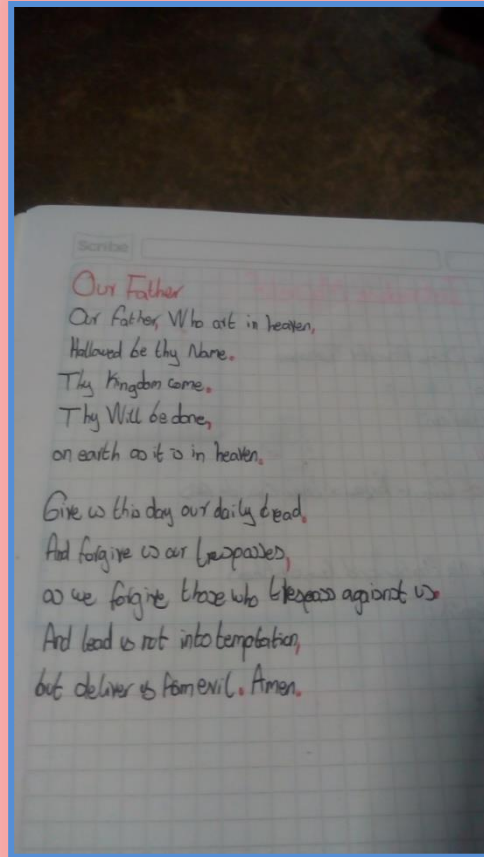 Scribe
Our Father
Our father, Who art in heaven,
Hallowed be thy Name.
Thy Kingdom come.
Thy Will be done,
on earth as it is in heaven.
Give us this day our daily bread.
And forgive us our trespasses,
as we forgive those who trespass against us.
And lead us not into temptation,
but deliver us from evil. Amen.